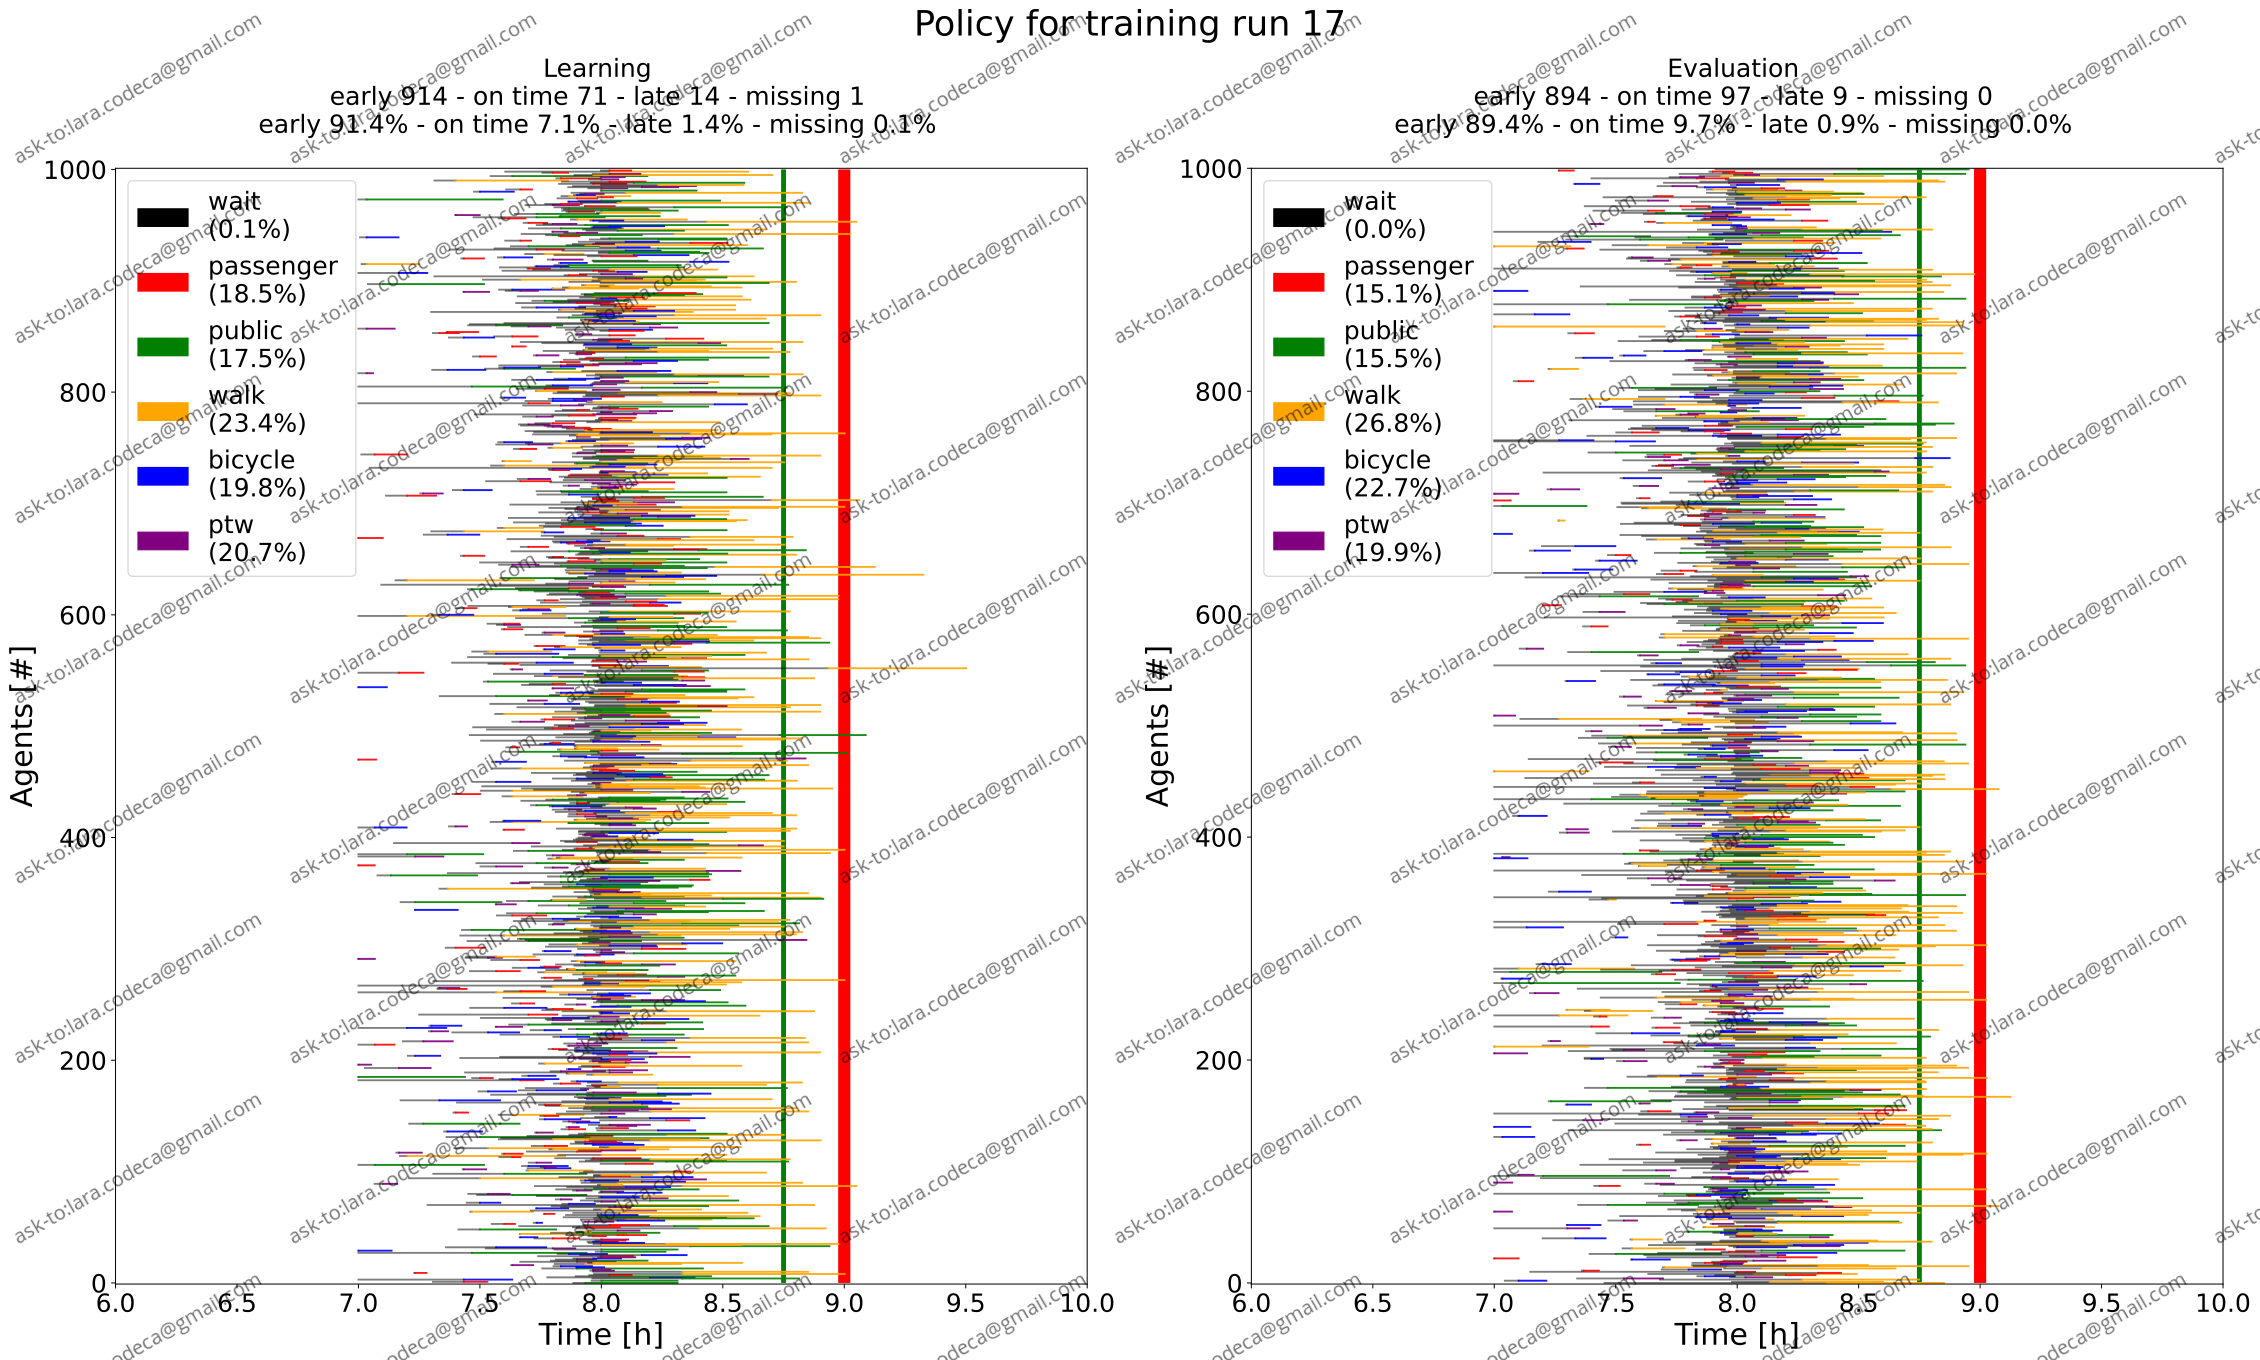 Policy for training run 17
Learning
early 914 - on time 71 - late 14 - missing 1
early 91.4% - on time 7.1% - late 1.4% - missing 0.1%
Evaluation
early 894 - on time 97 - late 9 - missing 0
early 89.4% - on time 9.7% - late 0.9% - missing 0.0%
1000
800
600
400
200
0
Agents [#]
wait
(0.1%)
passenger
(18.5%)
public
(17.5%)
walk
(23.4%)
bicycle
(19.8%)
ptw
(20.7%)
6.0 6.5 7.0 7.5 8.0 8.5 9.0 9.5 10.0
Time [h]
1000
800
600
400
200
0
Agents [#]
wait
(0.0%)
passenger
(15.1%)
public
(15.5%)
walk
(26.8%)
bicycle
(22.7%)
ptw
(19.9%)
6.0 6.5 7.0 7.5 8.0 8.5 9.0 9.5 10.0
Time [h]
ask-to:lara.codeca@gmail.com